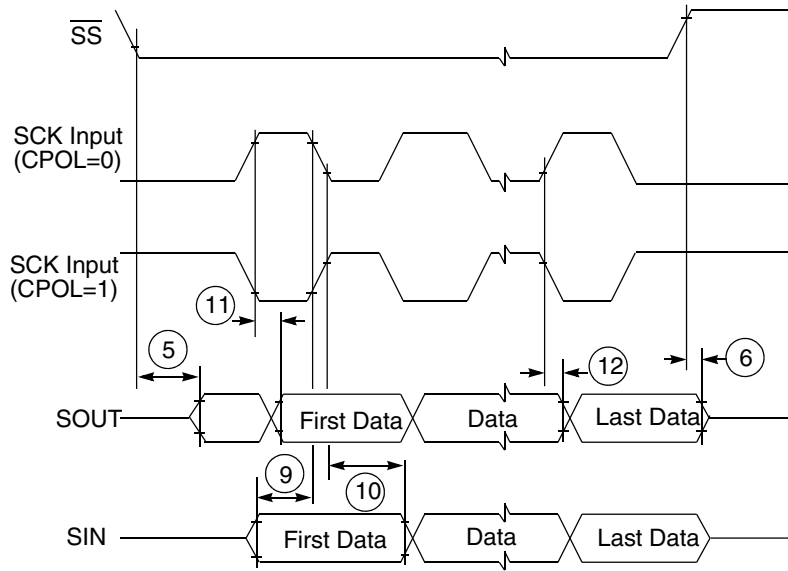 SS
SCK Input
(CPOL=0)
SCK Input
(CPOL=1)
11
5
12
6
SOUT
First Data
Data
Last Data
9
10
SIN
First Data
Data
Last Data